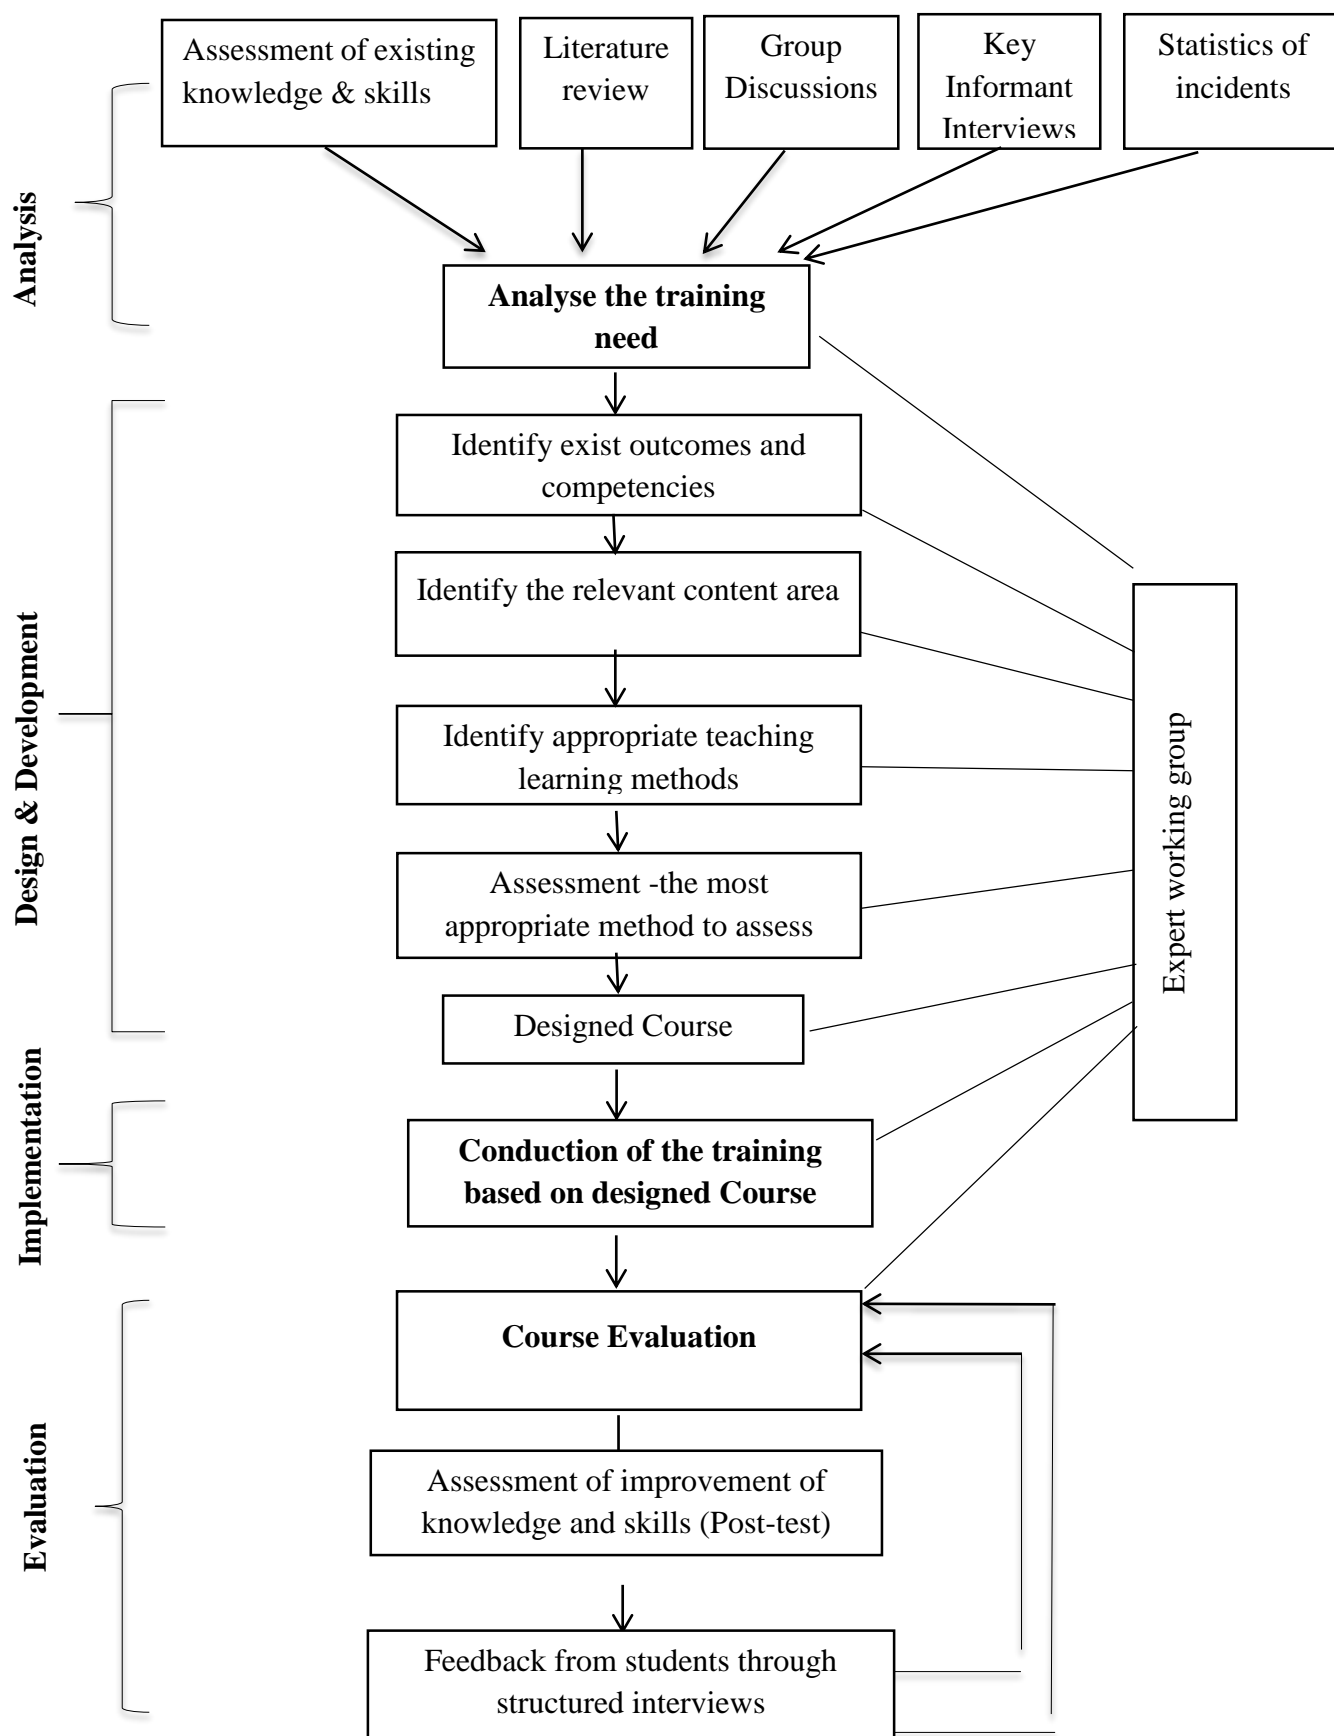 Assessment of existing
knowledge & skills
Literature
review
Group
Discussions
Key
Informant
Interviews
Statistics of
incidents
Analysis
Analyse the training
need
Design & Development
Identify exist outcomes and
competencies
Identify the relevant content area
Identify appropriate teaching
learning methods
Assessment -the most
appropriate method to assess
Designed Course
Expert working group
Implementation
Conduction of the training
based on designed Course
Evaluation
Course Evaluation
Assessment of improvement of
knowledge and skills (Post-test)
Feedback from students through
structured interviews